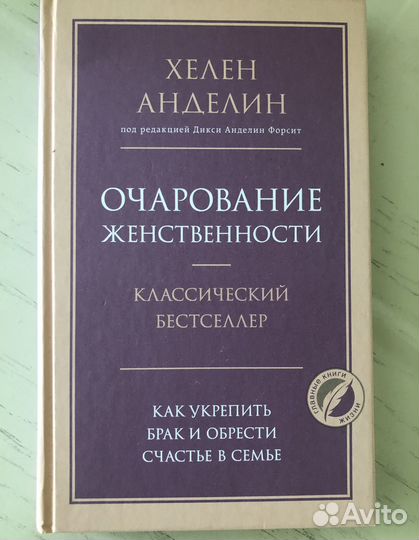 ХЕЛЕН
АНДЕЛИН
под редакцией Дикси Анделин Форсит
ОЧАРОВАНИЕ
ЖЕНСТВЕННОСТИ
КЛАССИЧЕСКИЙ
БЕСТСЕЛЛЕР
ГЛАВНЫЕ КНИГИ
ЖИЗНИ
КАК УКРЕПИТЬ
БРАК И ОБРЕСТИ
СЧАСТЬЕ В СЕМЬЕ
Avito